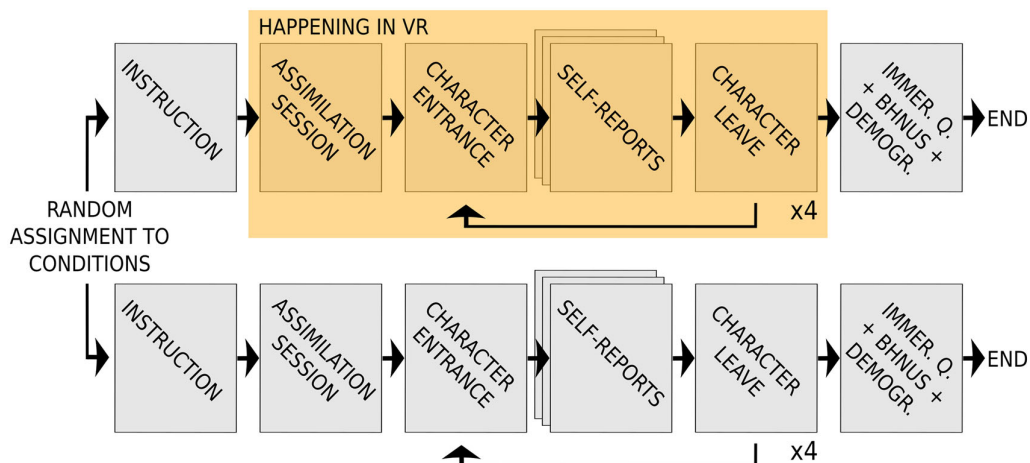 HAPPENING IN VR
INSTRUCTION
ASSIMILATION
SESSION
CHARACTER
ENTRANCE
SELF-REPORTS
CHARACTER
LEAVE
IMMER. Q.
+ BHNUS +
DEMOGR.
END
x4
RANDOM
ASSIGNMENT TO
CONDITIONS
INSTRUCTION
ASSIMILATION
SESSION
CHARACTER
ENTRANCE
SELF-REPORTS
CHARACTER
LEAVE
IMMER. Q.
+ BHNUS +
DEMOGR.
END
x4